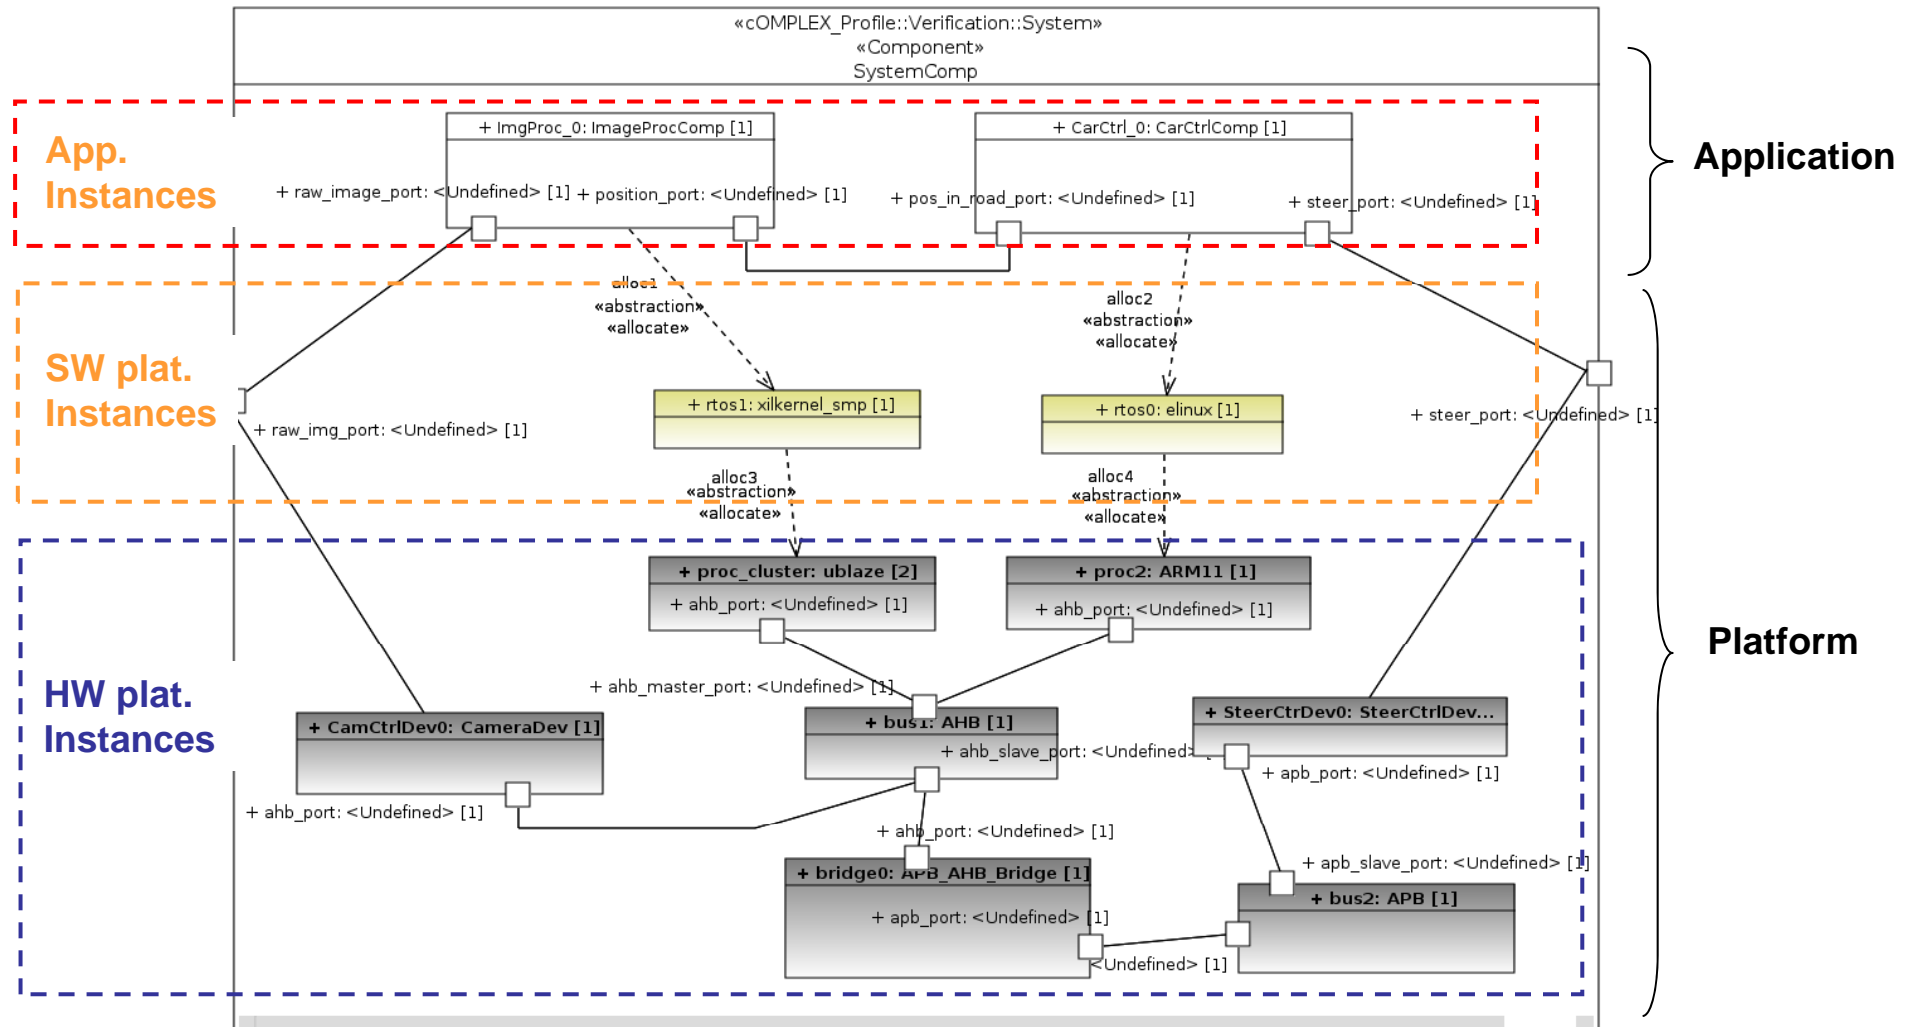 «cOMPLEX_Profile::Verification::System»
«Component»
SystemComp
App.
Instances
+ ImgProc_0: ImageProcComp [1]
+ CarCtrl_0: CarCtrlComp [1]
Application
+ raw_image_port: <Undefined> [1]
+ position_port: <Undefined> [1]
+ pos_in_road_port: <Undefined> [1]
+ steer_port: <Undefined> [1]
alloc1
«abstraction»
«allocate»
alloc2
«abstraction»
«allocate»
SW plat.
Instances
+ rtos1: xilkernel_smp [1]
+ rtos0: elinux [1]
+ raw_img_port: <Undefined> [1]
+ steer_port: <Undefined> [1]
alloc3
«abstraction»
«allocate»
alloc4
«abstraction»
«allocate»
+ proc_cluster: ublaze [2]
+ ahb_port: <Undefined> [1]
+ proc2: ARM11 [1]
+ ahb_port: <Undefined> [1]
Platform
HW plat.
Instances
+ ahb_master_port: <Undefined> [1]
+ CamCtrlDev0: CameraDev [1]
+ bus1: AHB [1]
+ SteerCtrDev0: SteerCtrlDev...
+ ahb_slave_port: <Undefined>
+ apb_port: <Undefined> [1]
+ ahb_port: <Undefined> [1]
+ ahb_port: <Undefined> [1]
+ bridge0: APB_AHB_Bridge [1]
+ apb_slave_port: <Undefined> [1]
+ bus2: APB [1]
+ apb_port: <Undefined> [1]
<Undefined> [1]